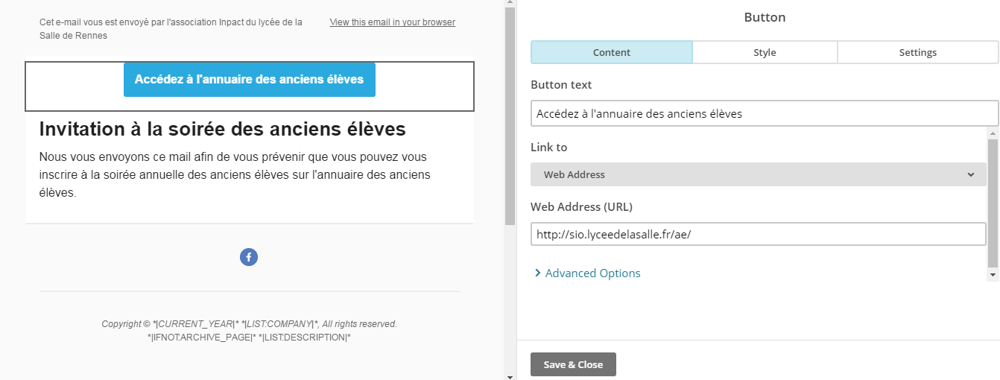 Cet e-mail vous est envoyé par l'association Inpact du lycée de la
Salle de Rennes
View this email in your browser
Accédez à l'annuaire des anciens élèves
Invitation à la soirée des anciens élèves
Nous vous envoyons ce mail afin de vous prévenir que vous pouvez vous
inscrire à la soirée annuelle des anciens élèves sur l'annuaire des anciens
élèves.
Copyright © *|CURRENT_YEAR|* *|LIST:COMPANY|*, All rights reserved.
*|IFNOT:ARCHIVE_PAGE|* *|LIST:DESCRIPTION|*
Button
Content
Style
Settings
Button text
Accédez à l'annuaire des anciens élèves
Link to
Web Address
Web Address (URL)
http://sio.lyceedelasalle.fr/ae/
Advanced Options
Save & Close